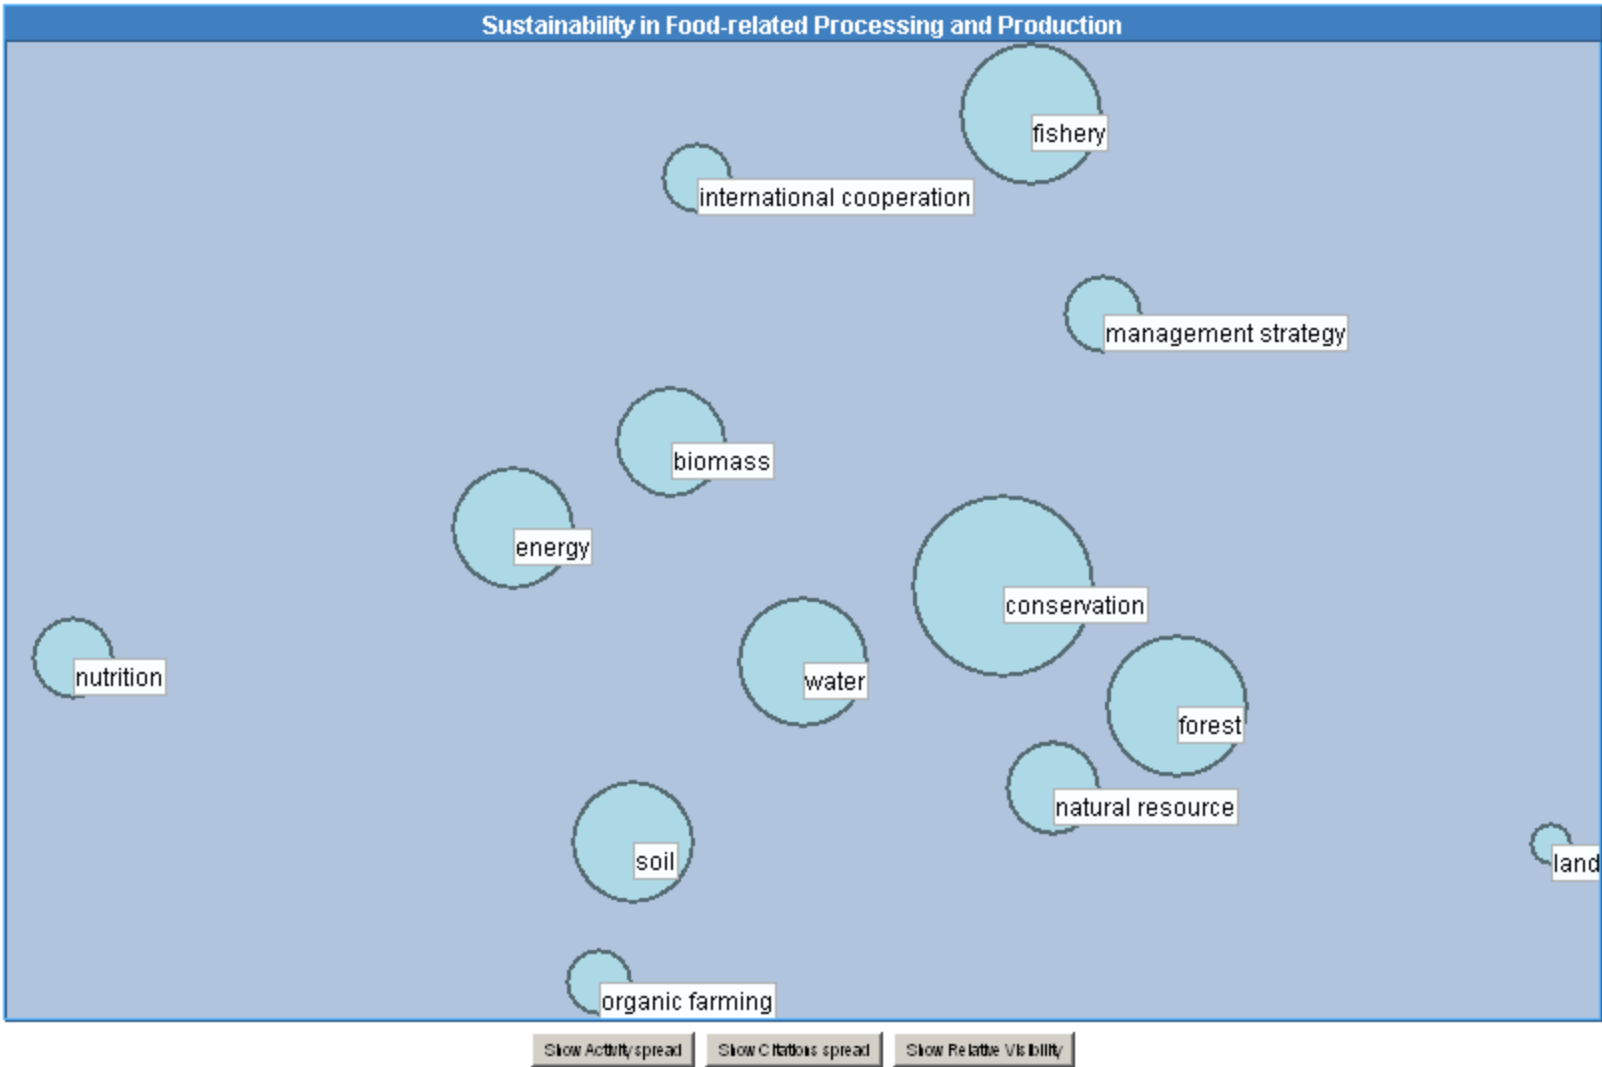 Sustainability in Food-related Processing and Production
fishery
international cooperation
management strategy
biomass
energy
conservation
nutrition
water
forest
natural resource
soil
land
organic farming
Show Activity spread
Show Citations spread
Show Relative Visibility